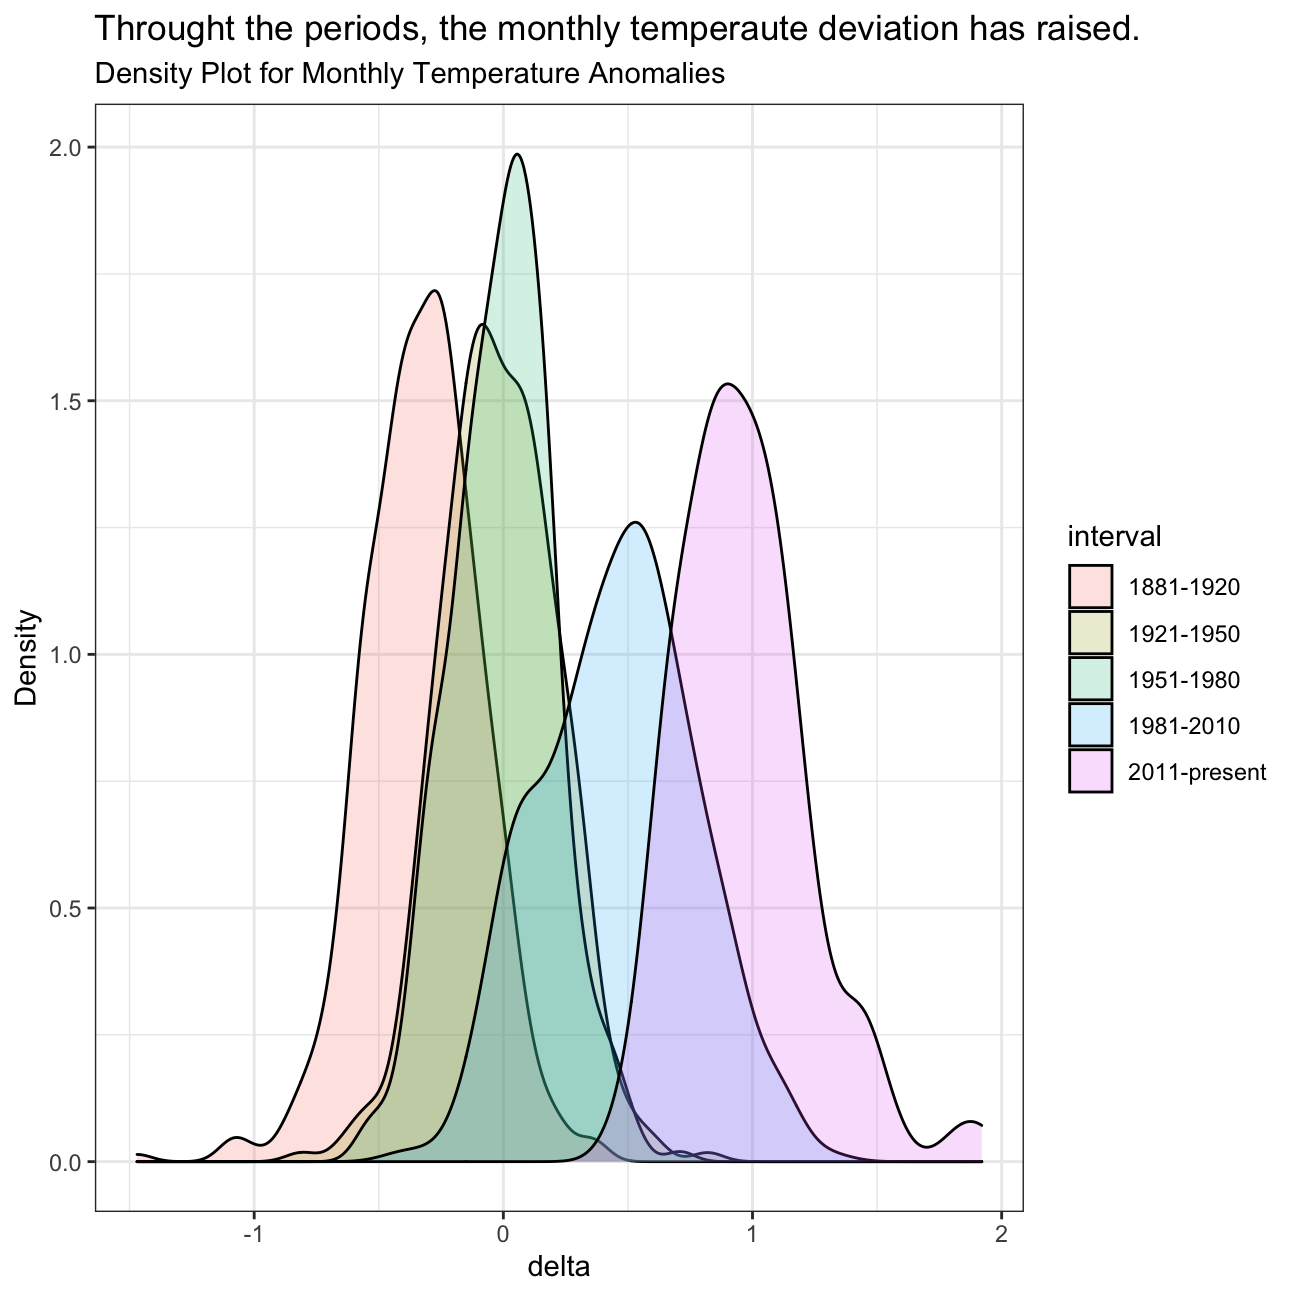 Throught the periods, the monthly temperaute deviation has raised.
Density Plot for Monthly Temperature Anomalies
2.0
1.5
1.0
0.5
0.0
Density
-1
0
1
2
delta
interval
1881-1920
1921-1950
1951-1980
1981-2010
2011-present